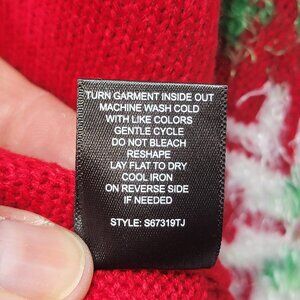 TURN GARMENT INSIDE OUT
MACHINE WASH COLD
WITH LIKE COLORS
GENTLE CYCLE
DO NOT BLEACH
RESHAPE
LAY FLAT TO DRY
COOL IRON
ON REVERSE SIDE
IF NEEDED
STYLE: S67319TJ